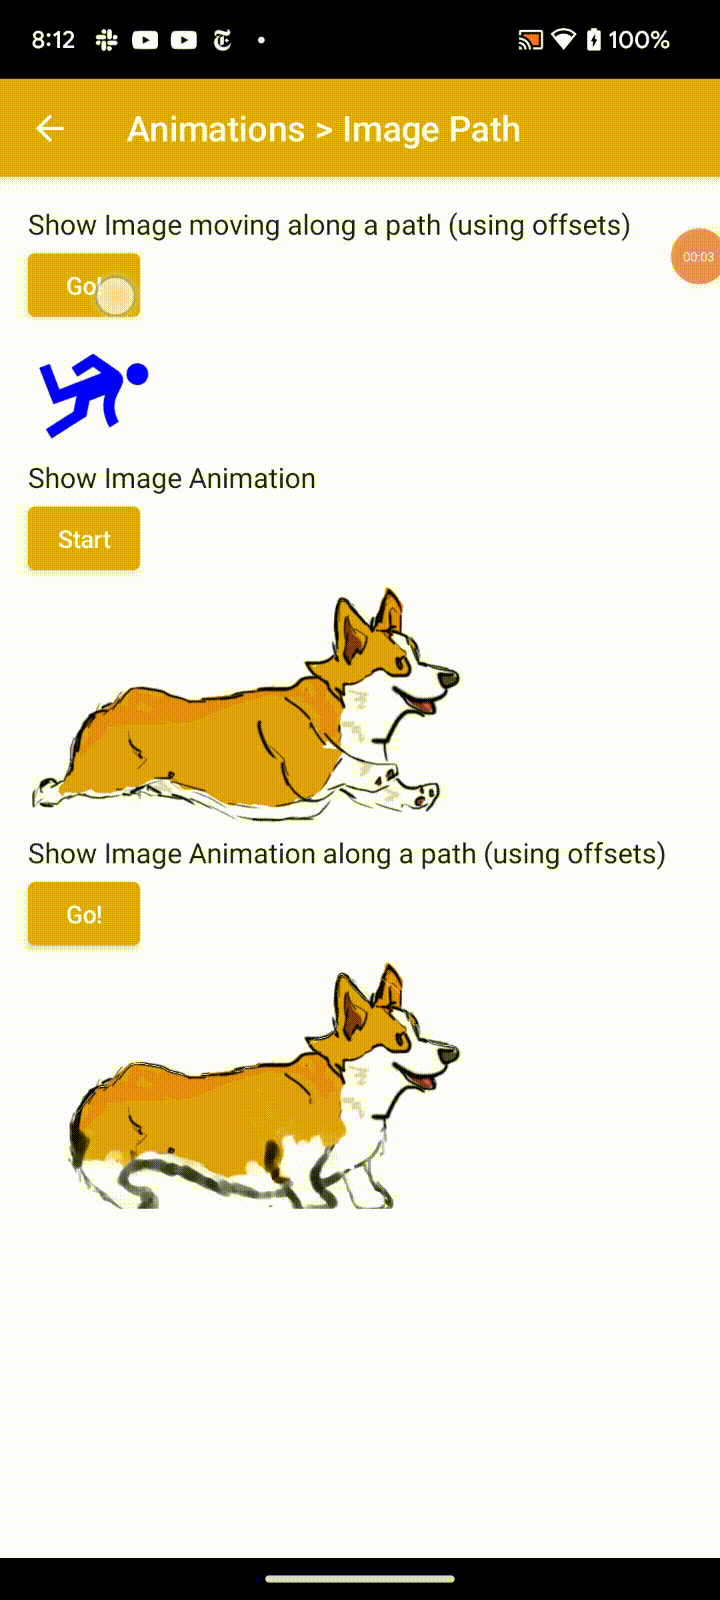 8:12
100%
Animations > Image Path
Show Image moving along a path (using offsets)
00:03
Go!
Show Image Animation
Start
Show Image Animation along a path (using offsets)
Go!